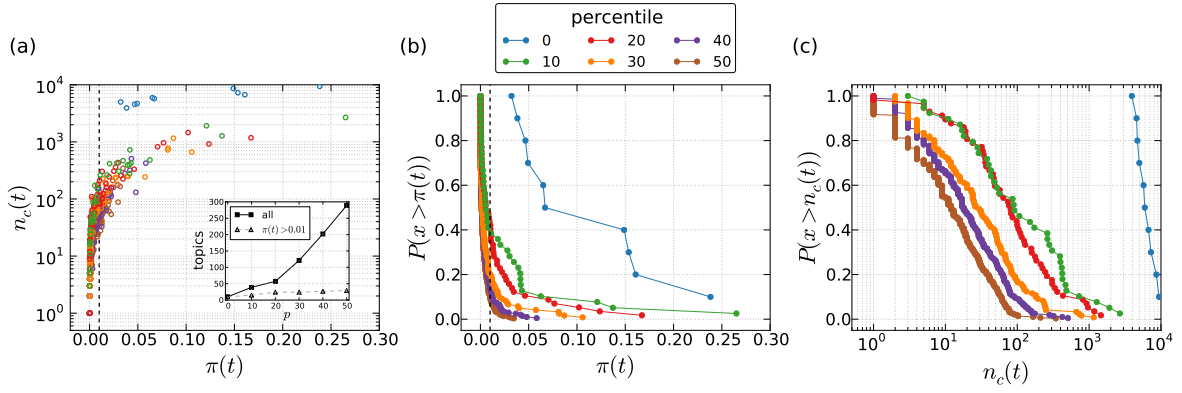 percentile
0 20 40
10 30 50
(a) (b) (c)
n_c(t)
10^4
10^3
10^2
10^1
10^0
0.00 0.05 0.10 0.15 0.20 0.25 0.30
π(t)
topics
300
250
200
150
100
50
0
0 10 20 30 40 50
p
all
π(t) >0.01
P(x >π(t))
1.0
0.8
0.6
0.4
0.2
0.0
0.00 0.05 0.10 0.15 0.20 0.25 0.30
π(t)
P(x >n_c(t))
1.0
0.8
0.6
0.4
0.2
0.0
10^0 10^1 10^2 10^3 10^4
n_c(t)